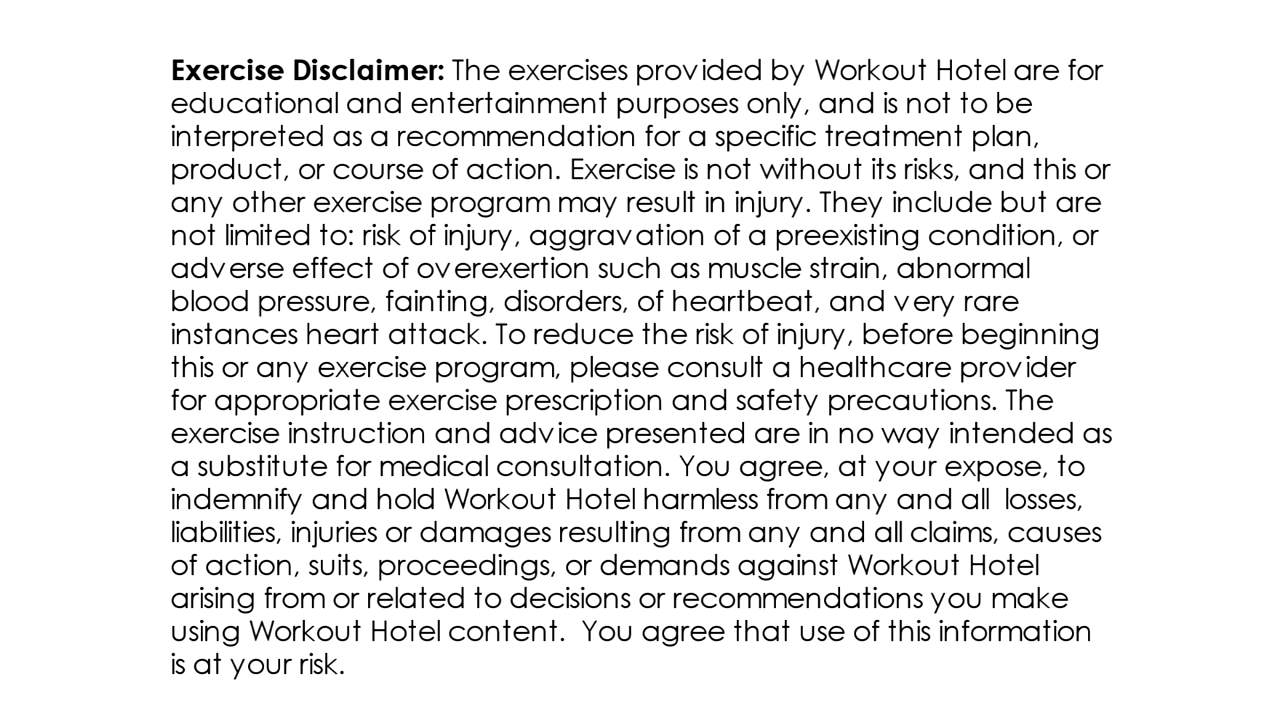 Exercise Disclaimer: The exercises provided by Workout Hotel are for
educational and entertainment purposes only, and is not to be
interpreted as a recommendation for a specific treatment plan,
product, or course of action. Exercise is not without its risks, and this or
any other exercise program may result in injury. They include but are
not limited to: risk of injury, aggravation of a preexisting condition, or
adverse effect of overexertion such as muscle strain, abnormal
blood pressure, fainting, disorders, of heartbeat, and very rare
instances heart attack. To reduce the risk of injury, before beginning
this or any exercise program, please consult a healthcare provider
for appropriate exercise prescription and safety precautions. The
exercise instruction and advice presented are in no way intended as
a substitute for medical consultation. You agree, at your expose, to
indemnify and hold Workout Hotel harmless from any and all  losses,
liabilities, injuries or damages resulting from any and all claims, causes
of action, suits, proceedings, or demands against Workout Hotel
arising from or related to decisions or recommendations you make
using Workout Hotel content.  You agree that use of this information
is at your risk.